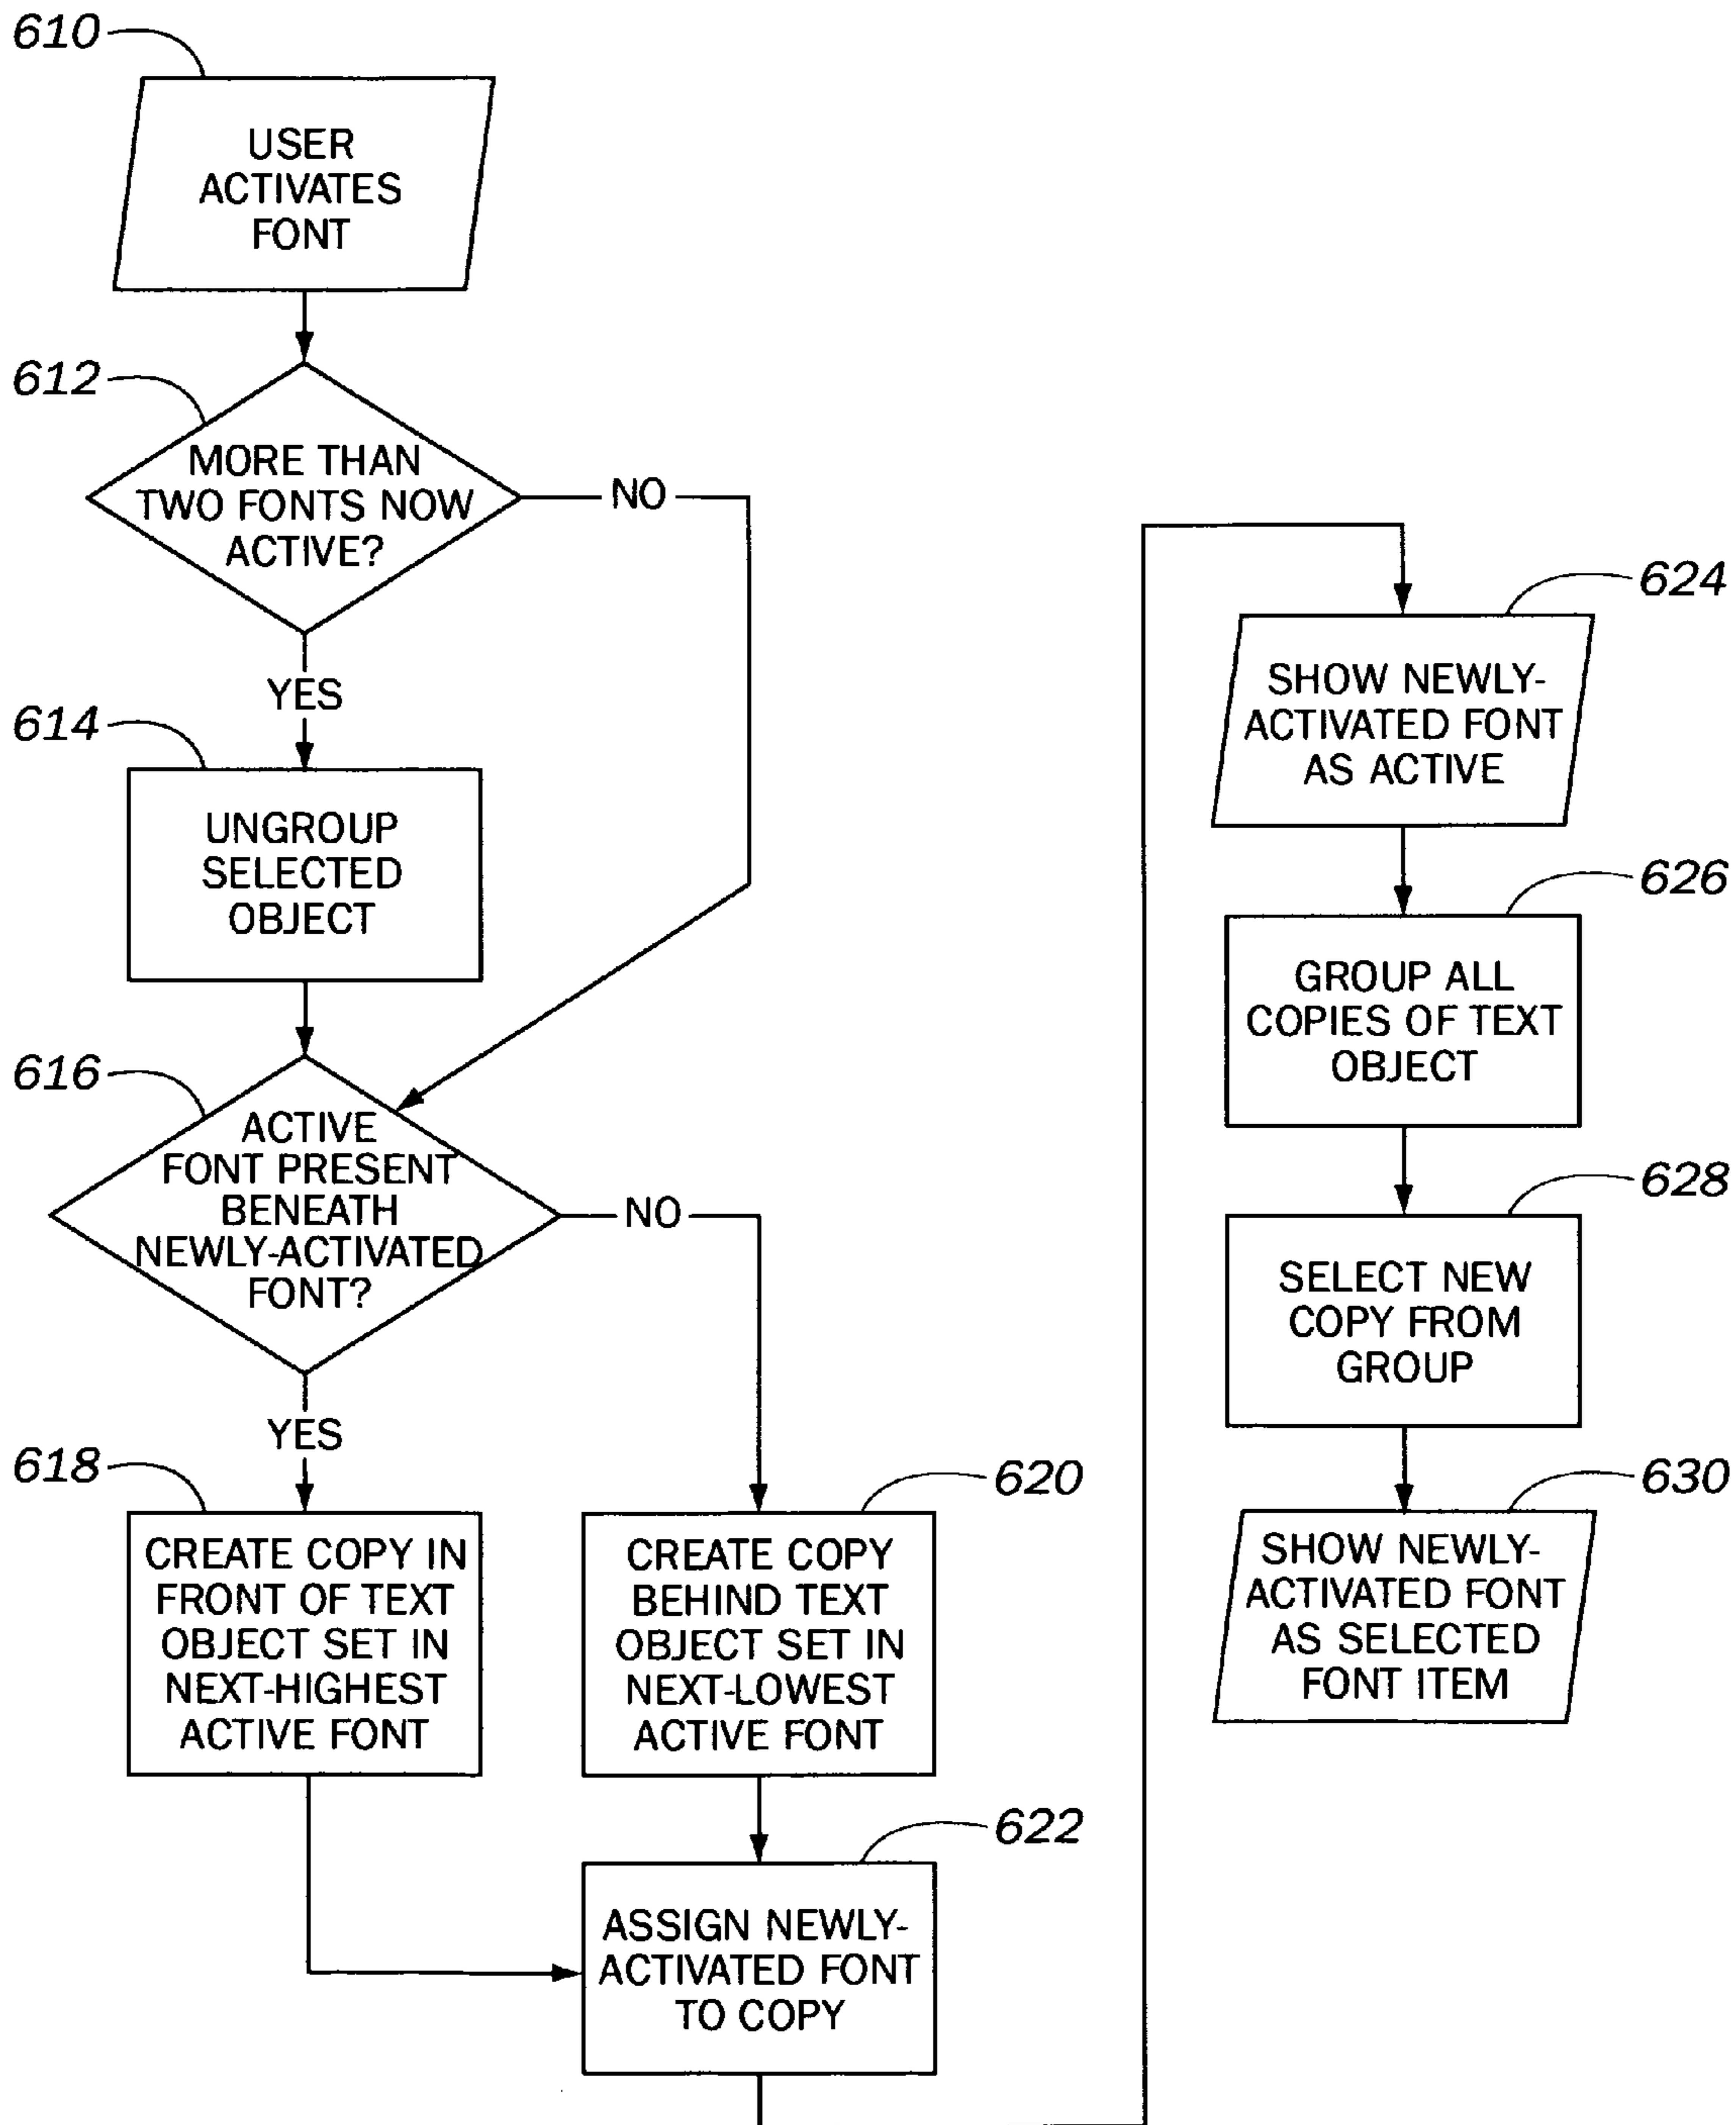 610
USER
ACTIVATES
FONT
612
MORE THAN
TWO FONTS NOW
ACTIVE?
NO
YES
614
UNGROUP
SELECTED
OBJECT
616
ACTIVE
FONT PRESENT
BENEATH
NEWLY-ACTIVATED
FONT?
NO
YES
618
CREATE COPY IN
FRONT OF TEXT
OBJECT SET IN
NEXT-HIGHEST
ACTIVE FONT
620
CREATE COPY
BEHIND TEXT
OBJECT SET IN
NEXT-LOWEST
ACTIVE FONT
622
ASSIGN NEWLY-
ACTIVATED FONT
TO COPY
624
SHOW NEWLY-
ACTIVATED FONT
AS ACTIVE
626
GROUP ALL
COPIES OF TEXT
OBJECT
628
SELECT NEW
COPY FROM
GROUP
630
SHOW NEWLY-
ACTIVATED FONT
AS SELECTED
FONT ITEM